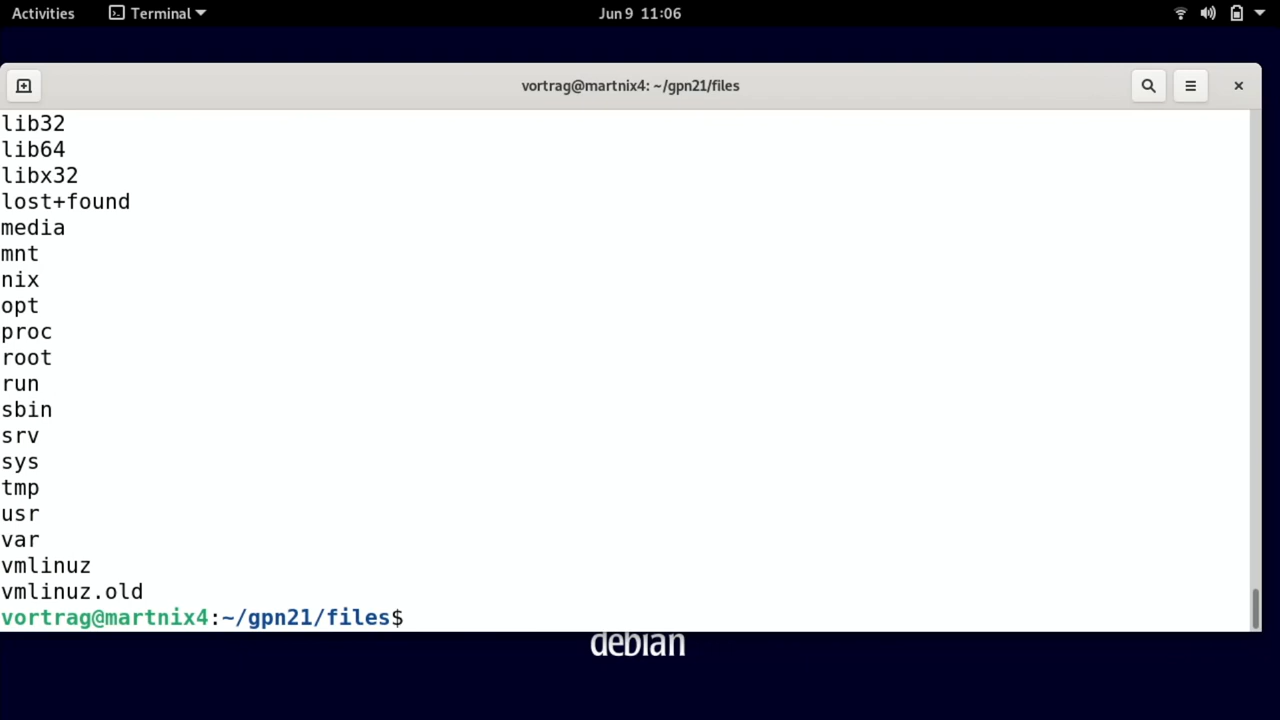 Activities Terminal Jun 9 11:06
vortrag@martnix4: ~/gpn21/files
lib32
lib64
libx32
lost+found
media
mnt
nix
opt
proc
root
run
sbin
srv
sys
tmp
usr
var
vmlinuz
vmlinuz.old
vortrag@martnix4:~/gpn21/files$
debian